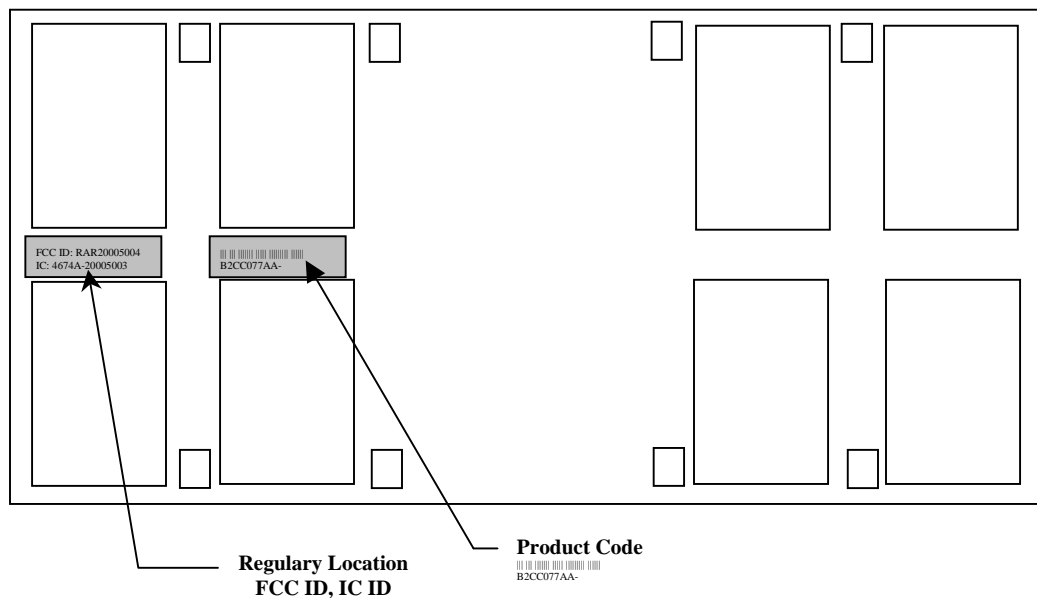 FCC ID: RAR20005004
IC: 4674A-20005003
B2CC077AA-
Regulary Location
FCC ID, IC ID
Product Code
B2CC077AA-